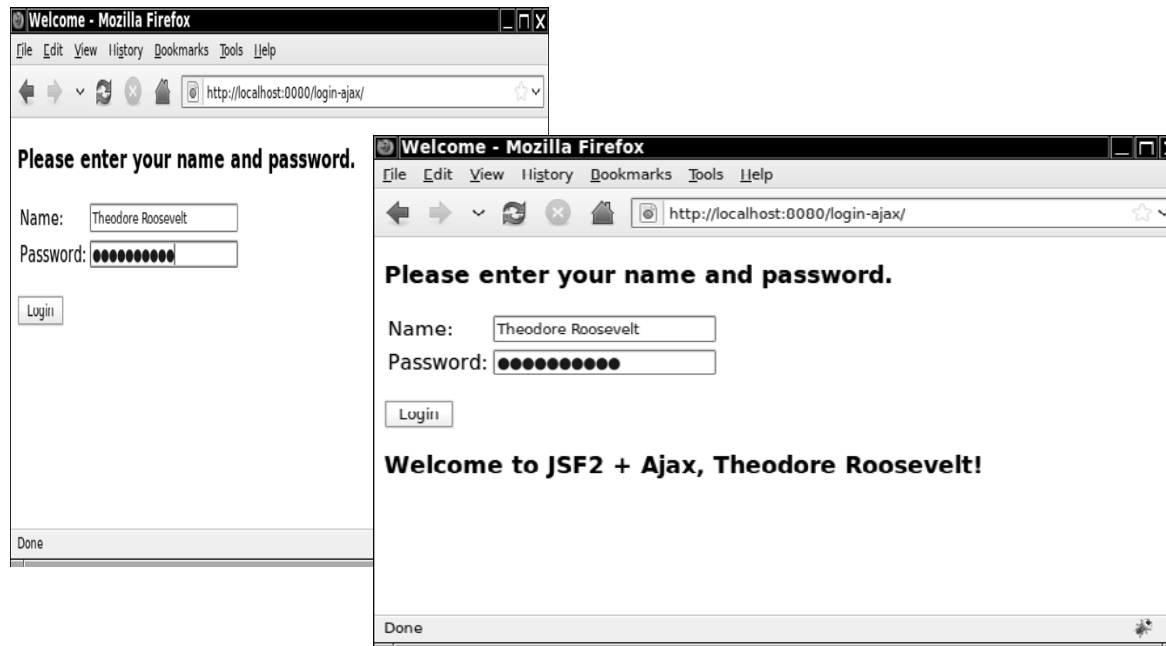 Welcome - Mozilla Firefox
File Edit View History Bookmarks Tools Help
http://localhost:8080/login-ajax/
Please enter your name and password.
Name: Theodore Roosevelt
Password: ●●●●●●●●●●
Login
Done
Welcome - Mozilla Firefox
File Edit View History Bookmarks Tools Help
http://localhost:8080/login-ajax/
Please enter your name and password.
Name: Theodore Roosevelt
Password: ●●●●●●●●●●
Login
Welcome to JSF2 + Ajax, Theodore Roosevelt!
Done